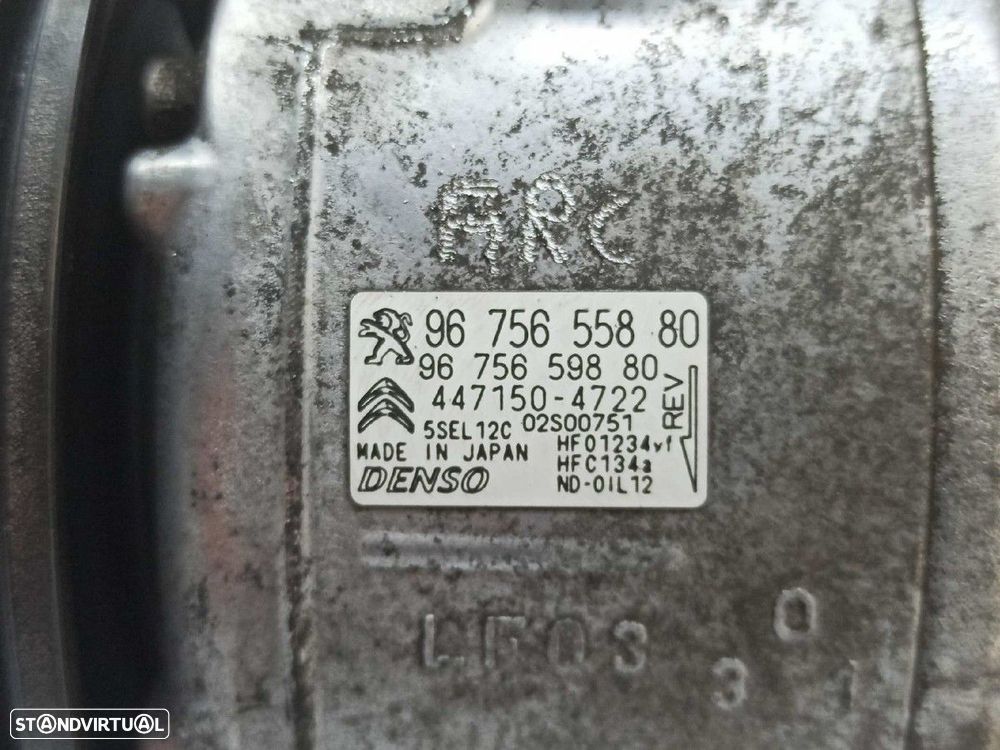 ARC
96 756 558 80
96 756 598 80
447150-4722
5SEL12C 02S00751
REV
MADE IN JAPAN
HFO1234yf
HFC134a
DENSO
ND-OIL12
LF03
0
3 1
STANDVIRTUAL